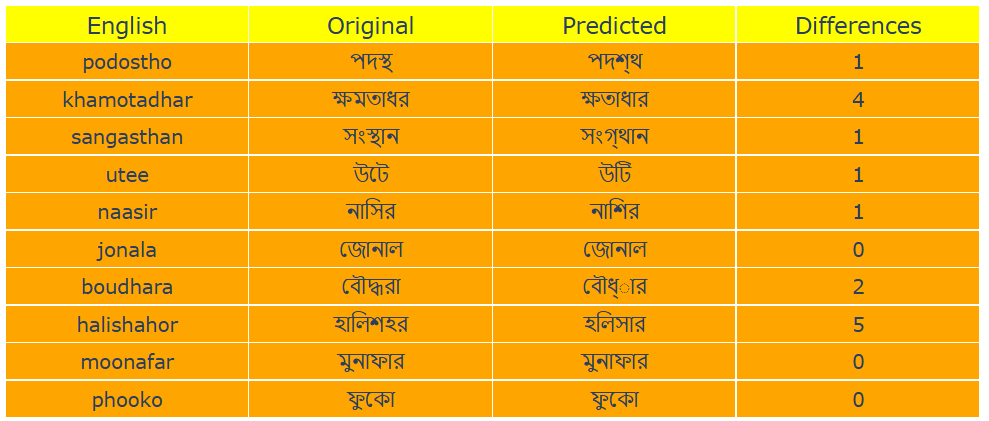 English Original Predicted Differences
podostho পদস্থ পদশ্থ 1
khamotadhar ক্ষমতাধর ক্ষতাধার 4
sangasthan সংস্থান সংগ্থান 1
utee উটে উটি 1
naasir নাসির নাশির 1
jonala জোনাল জোনাল 0
boudhara বৌদ্ধরা বৌধ্ার 2
halishahor হালিশহর হলিসার 5
moonafar মুনাফার মুনাফার 0
phooko ফুকো ফুকো 0